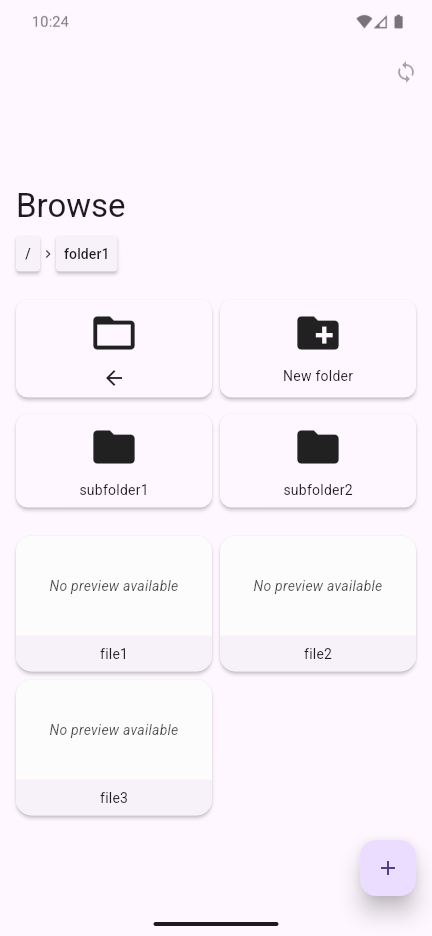 10:24
Browse
/ > folder1
New folder
subfolder1
subfolder2
No preview available
No preview available
file1
file2
No preview available
file3